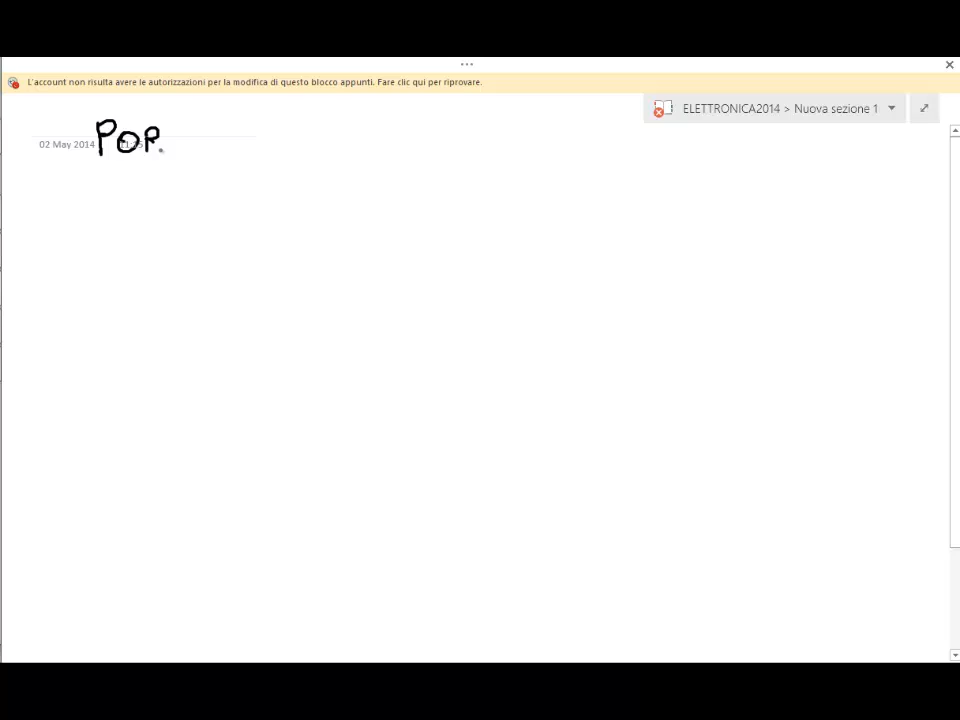 L'account non risulta avere le autorizzazioni per la modifica di questo blocco appunti. Fare clic qui per riprovare.
ELETTRONICA2014 > Nuova sezione 1
POR
02 May 2014